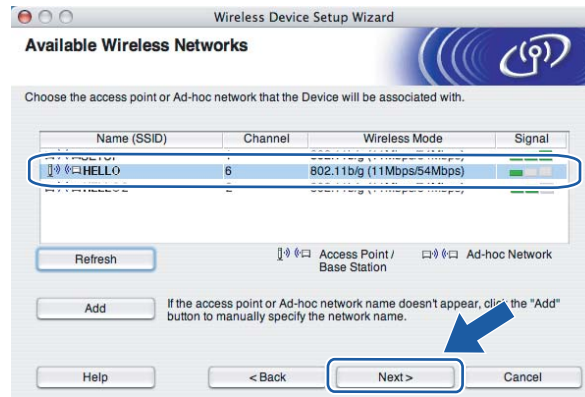 Wireless Device Setup Wizard
Available Wireless Networks
Choose the access point or Ad-hoc network that the Device will be associated with.
Name (SSID) Channel Wireless Mode Signal
HELLO 6 802.11b/g (11Mbps/54Mbps)
Refresh
Access Point / Base Station
Ad-hoc Network
Add
If the access point or Ad-hoc network name doesn't appear, click the "Add"
button to manually specify the network name.
Help < Back Next > Cancel